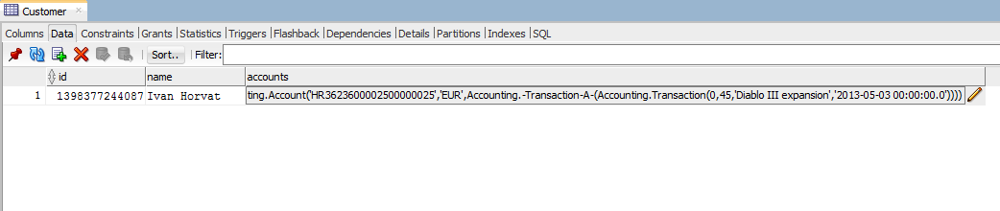 Customer
Columns Data Constraints Grants Statistics Triggers Flashback Dependencies Details Partitions Indexes SQL
Sort.. Filter:
id name accounts
1 1398377244087 Ivan Horvat ting.Account('HR3623600002500000025','EUR',Accounting.-Transaction-A-(Accounting.Transaction(0,45,'Diablo III expansion','2013-05-03 00:00:00.0'))))